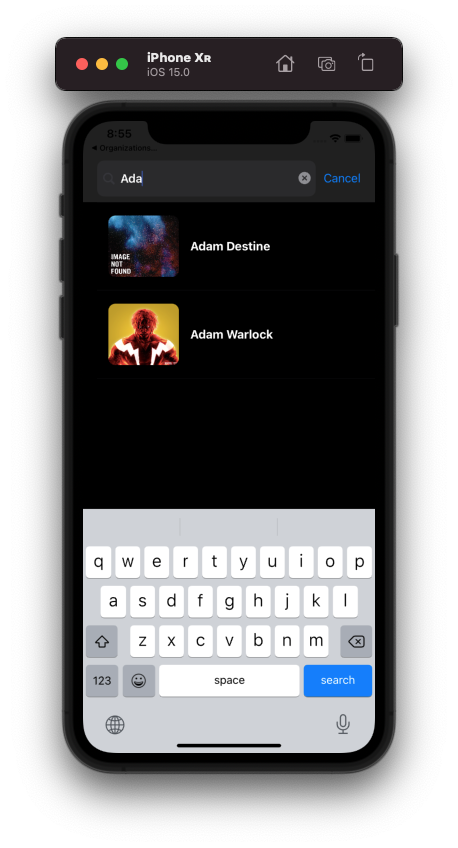 iPhone XR
iOS 15.0
8:55
◀ Organizations...
Ada
Cancel
IMAGE
NOT
FOUND
Adam Destine
Adam Warlock
q w e r t y u i o p
a s d f g h j k l
z x c v b n m
123 space search